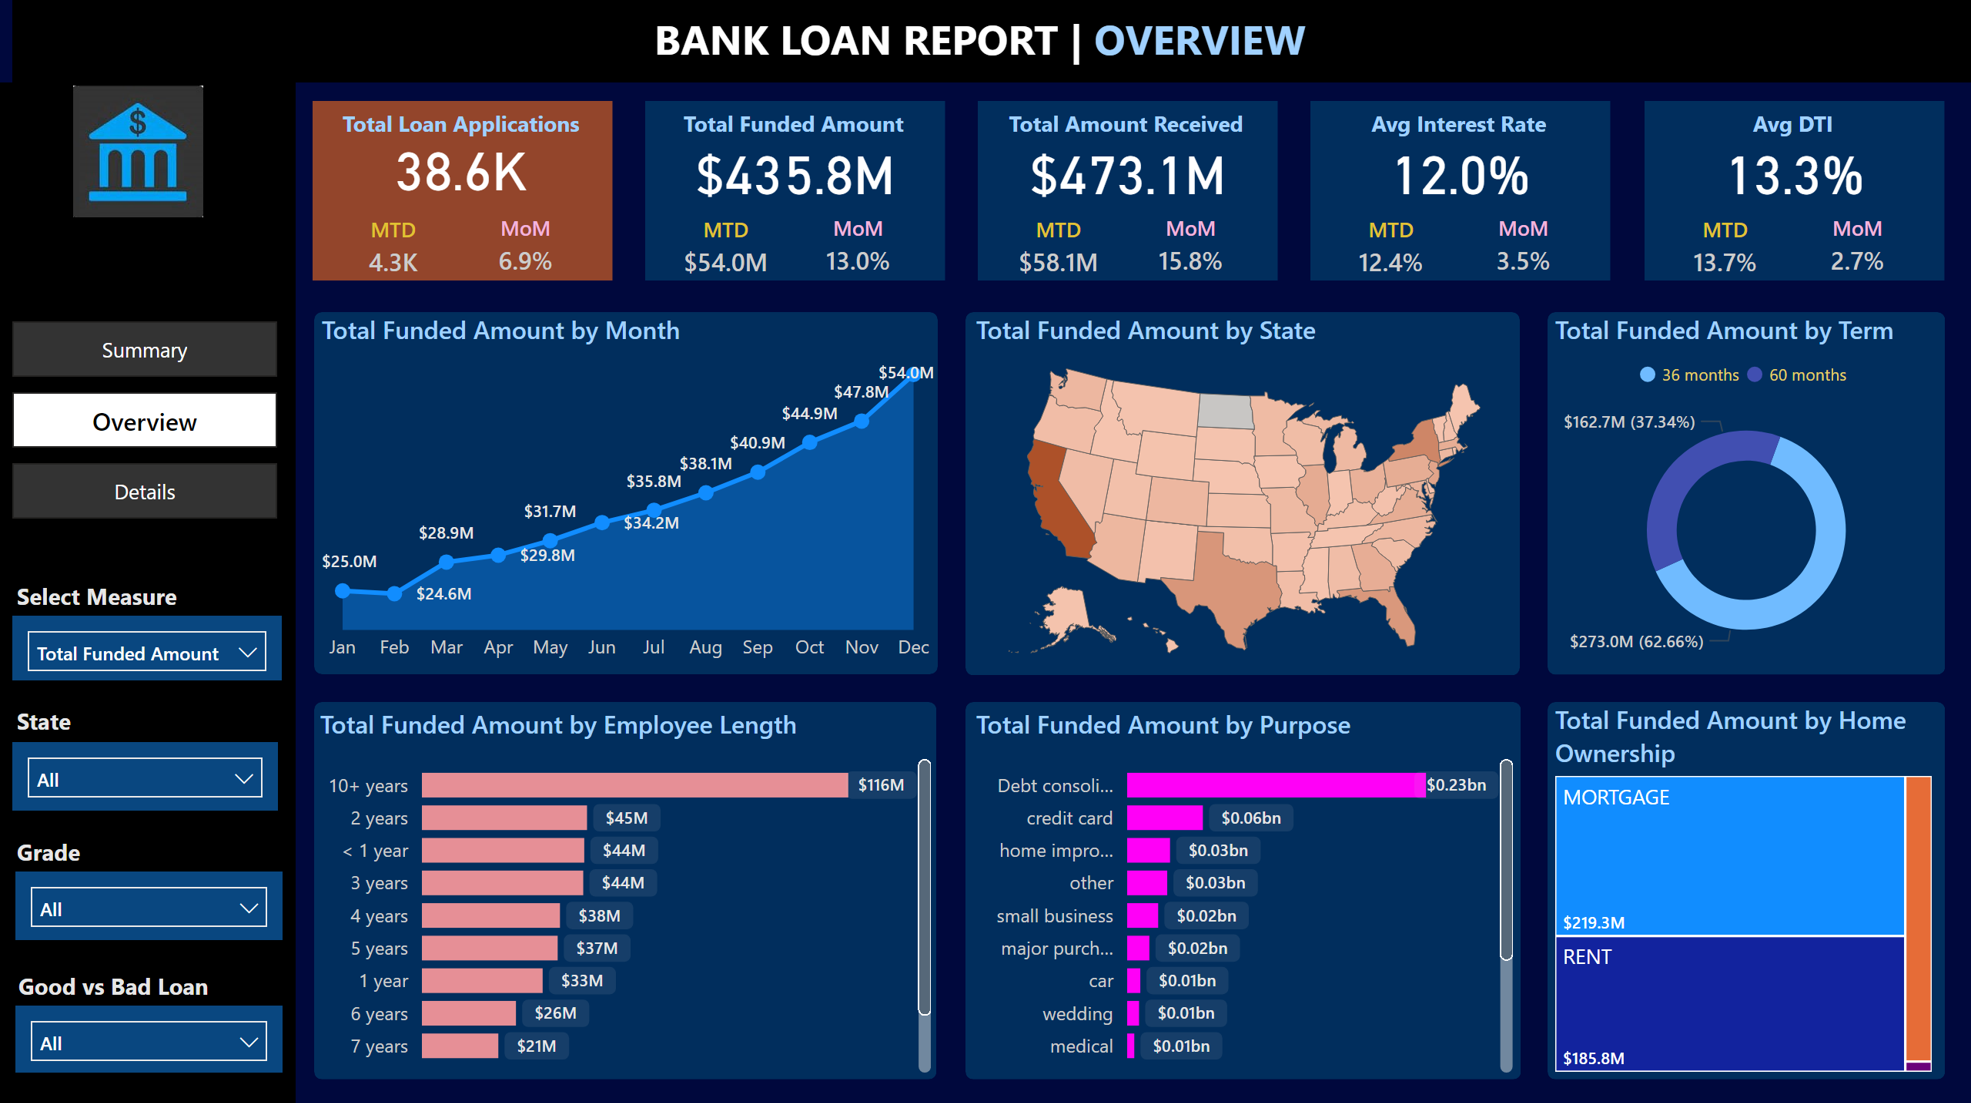 BANK LOAN REPORT | OVERVIEW
$
Total Loan Applications
38.6K
MTD MoM
4.3K 6.9%
Total Funded Amount
$435.8M
MTD MoM
$54.0M 13.0%
Total Amount Received
$473.1M
MTD MoM
$58.1M 15.8%
Avg Interest Rate
12.0%
MTD MoM
12.4% 3.5%
Avg DTI
13.3%
MTD MoM
13.7% 2.7%
Summary
Overview
Details
Select Measure
Total Funded Amount
State
All
Grade
All
Good vs Bad Loan
All
Total Funded Amount by Month
$25.0M
$24.6M
$28.9M
$29.8M
$31.7M
$34.2M
$35.8M
$38.1M
$40.9M
$44.9M
$47.8M
$54.0M
Jan Feb Mar Apr May Jun Jul Aug Sep Oct Nov Dec
Total Funded Amount by State
Total Funded Amount by Term
36 months 60 months
$162.7M (37.34%)
$273.0M (62.66%)
Total Funded Amount by Employee Length
10+ years $116M
2 years $45M
< 1 year $44M
3 years $44M
4 years $38M
5 years $37M
1 year $33M
6 years $26M
7 years $21M
Total Funded Amount by Purpose
Debt consoli... $0.23bn
credit card $0.06bn
home impro... $0.03bn
other $0.03bn
small business $0.02bn
major purch... $0.02bn
car $0.01bn
wedding $0.01bn
medical $0.01bn
Total Funded Amount by Home
Ownership
MORTGAGE
$219.3M
RENT
$185.8M